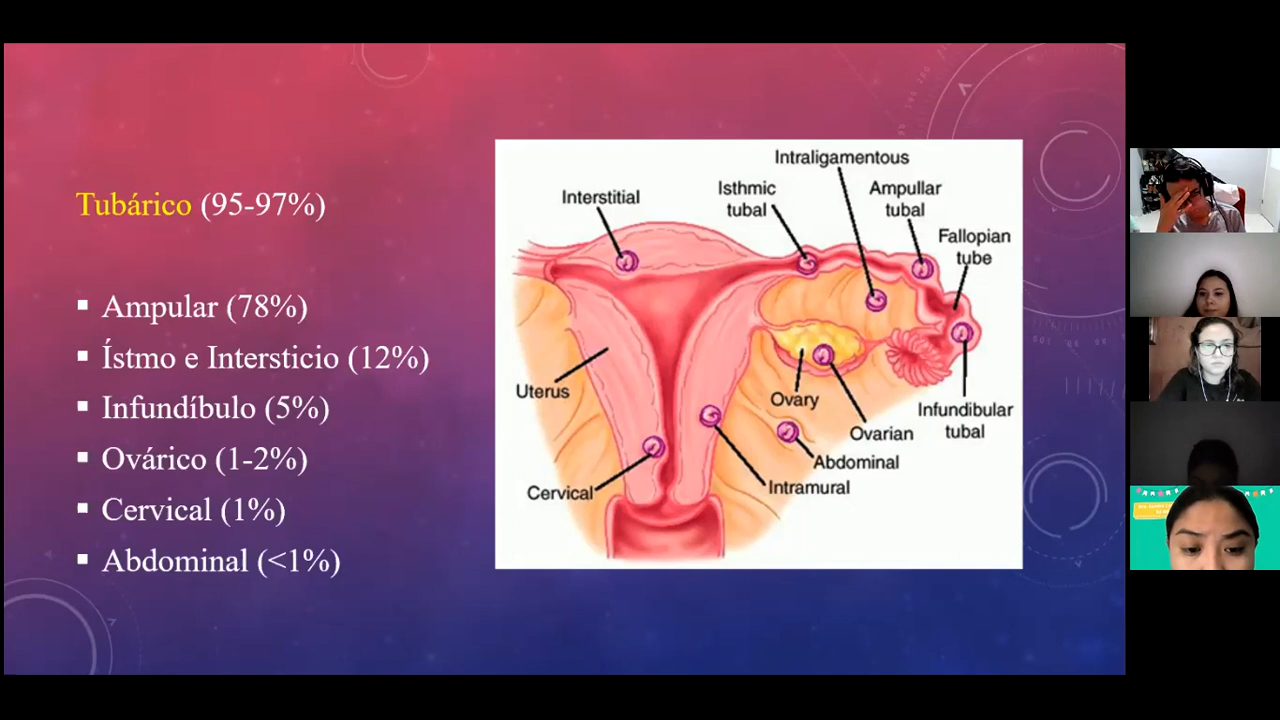 Tubárico (95-97%)
▪ Ampular (78%)
▪ Ístmo e Intersticio (12%)
▪ Infundíbulo (5%)
▪ Ovárico (1-2%)
▪ Cervical (1%)
▪ Abdominal (<1%)
Intraligamentous
Interstitial
Isthmic
tubal
Ampullar
tubal
Fallopian
tube
Uterus
Ovary
Ovarian
Infundibular
tubal
Abdominal
Intramural
Cervical